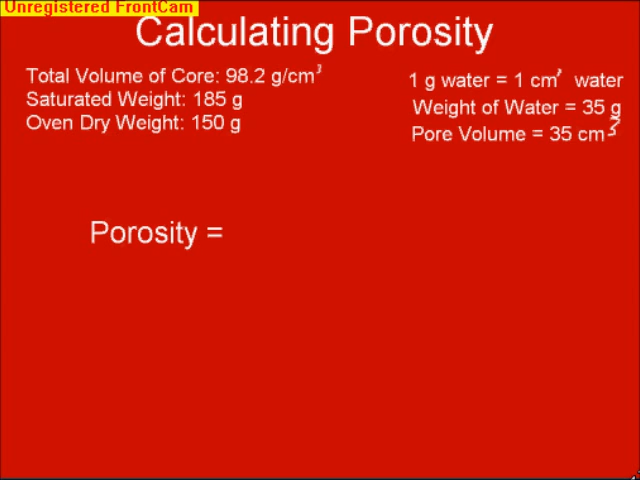 Unregistered FrontCam
Calculating Porosity
Total Volume of Core: 98.2 g/cm³
Saturated Weight: 185 g
Oven Dry Weight: 150 g
1 g water = 1 cm³ water
Weight of Water = 35 g
Pore Volume = 35 cm³
Porosity =